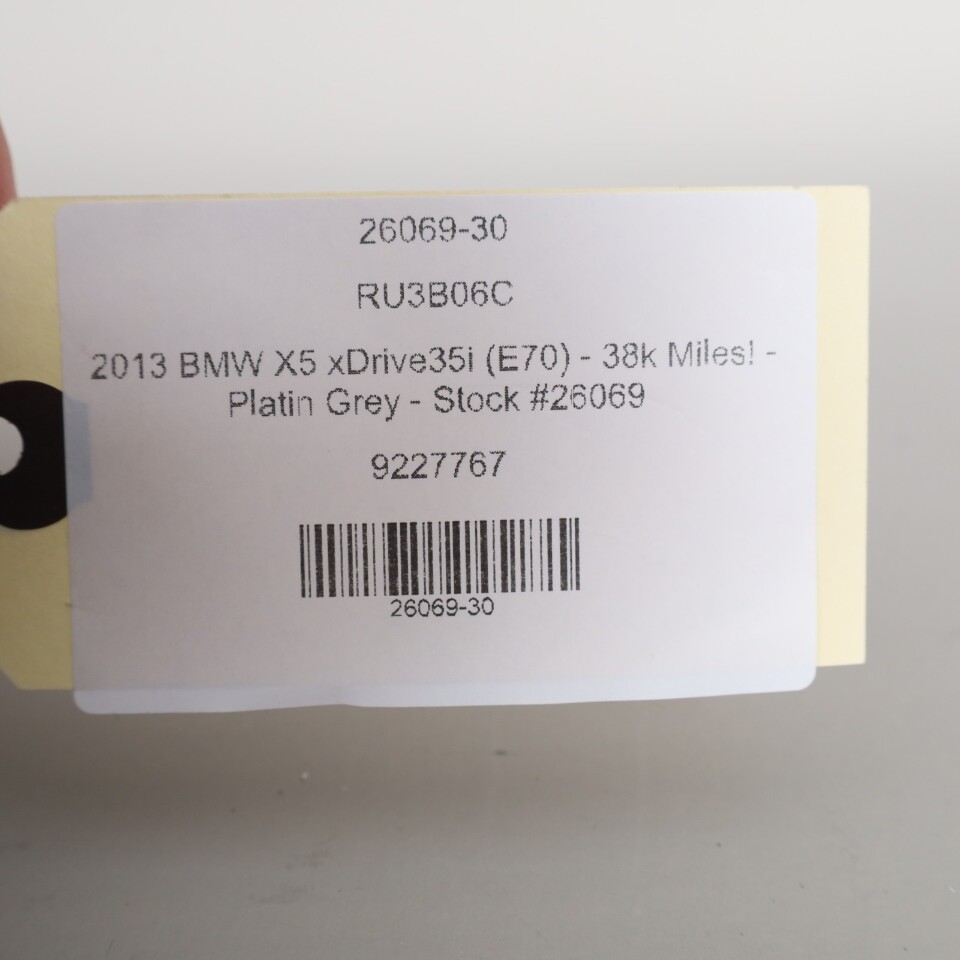 26069-30
RU3B06C
2013 BMW X5 xDrive35i (E70) - 38k Miles! -
Platin Grey - Stock #26069
9227767
26069-30